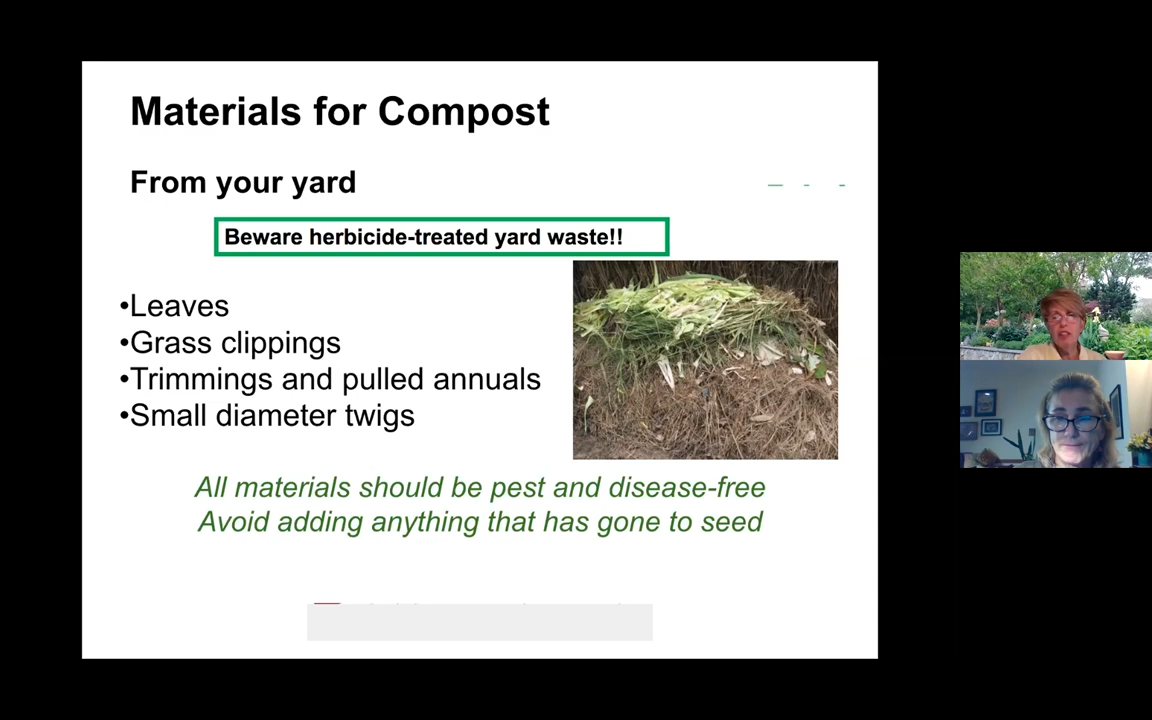 Materials for Compost
From your yard
Beware herbicide-treated yard waste!!
•Leaves
•Grass clippings
•Trimmings and pulled annuals
•Small diameter twigs
All materials should be pest and disease-free
Avoid adding anything that has gone to seed